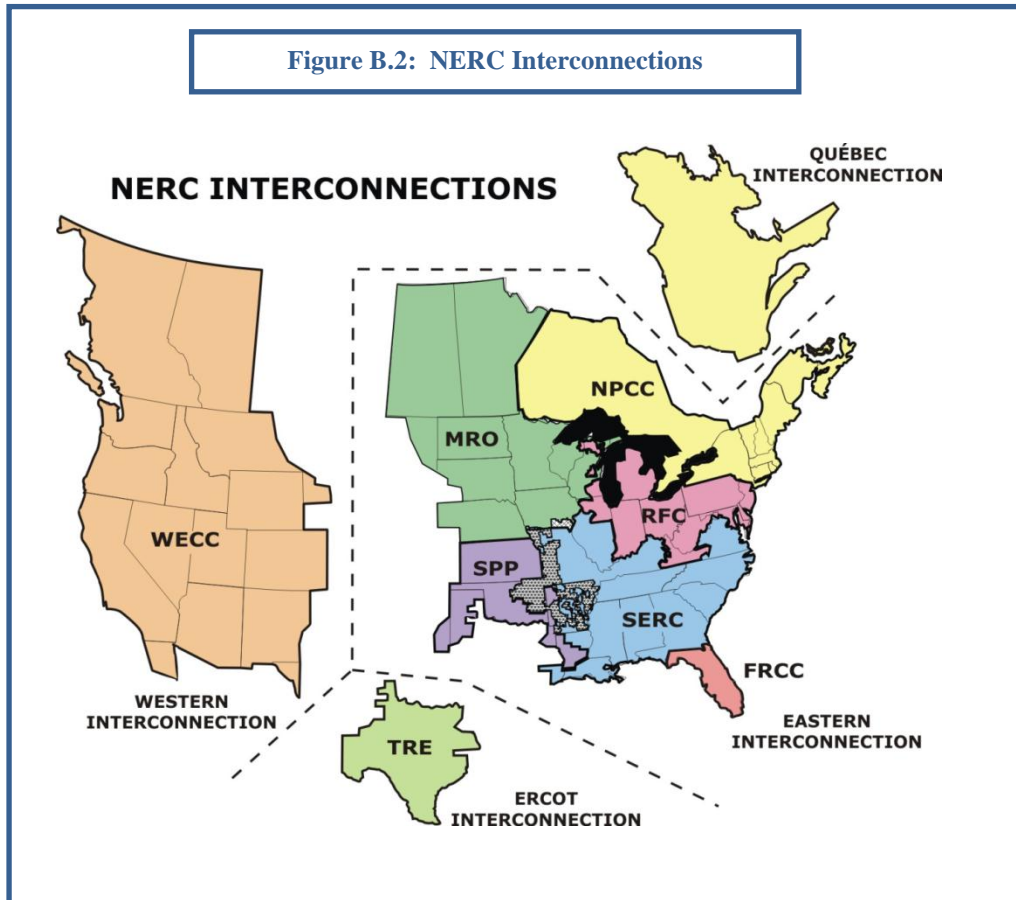 Figure B.2: NERC Interconnections
QUÉBEC
INTERCONNECTION
NERC INTERCONNECTIONS
NPCC
MRO
RFC
WECC
SPP
SERC
FRCC
WESTERN
INTERCONNECTION
EASTERN
INTERCONNECTION
TRE
ERCOT
INTERCONNECTION